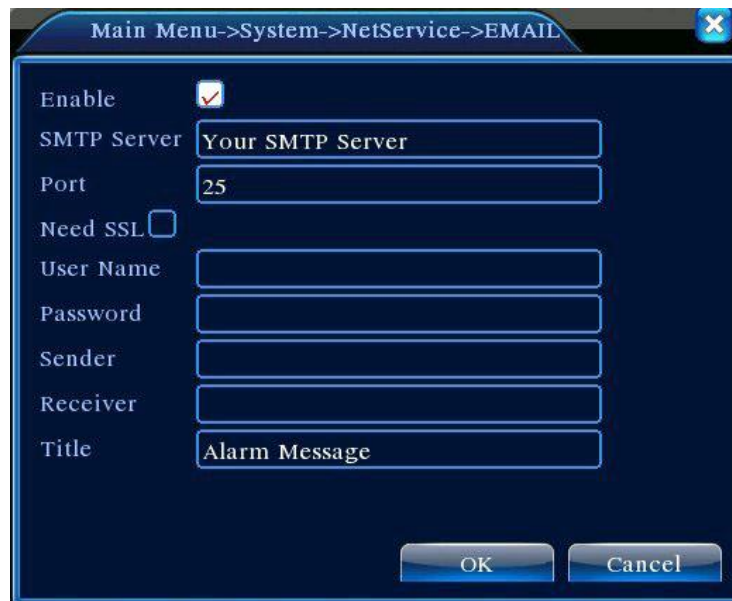 Main Menu->System->NetService->EMAIL
Enable
SMTP Server Your SMTP Server
Port 25
Need SSL
User Name
Password
Sender
Receiver
Title Alarm Message
OK Cancel